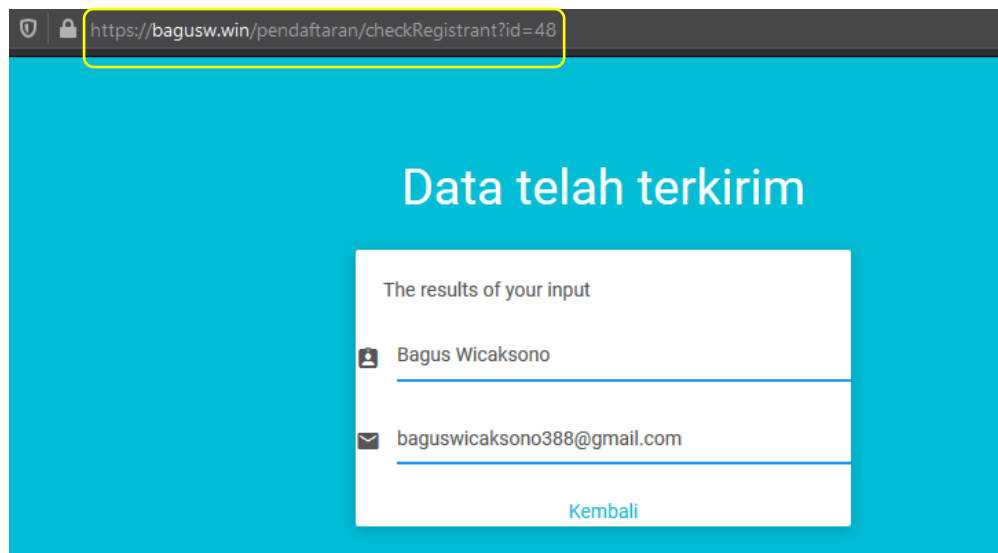 https://bagusw.win/pendaftaran/checkRegistrant?id=48
Data telah terkirim
The results of your input
Bagus Wicaksono
baguswicaksono388@gmail.com
Kembali